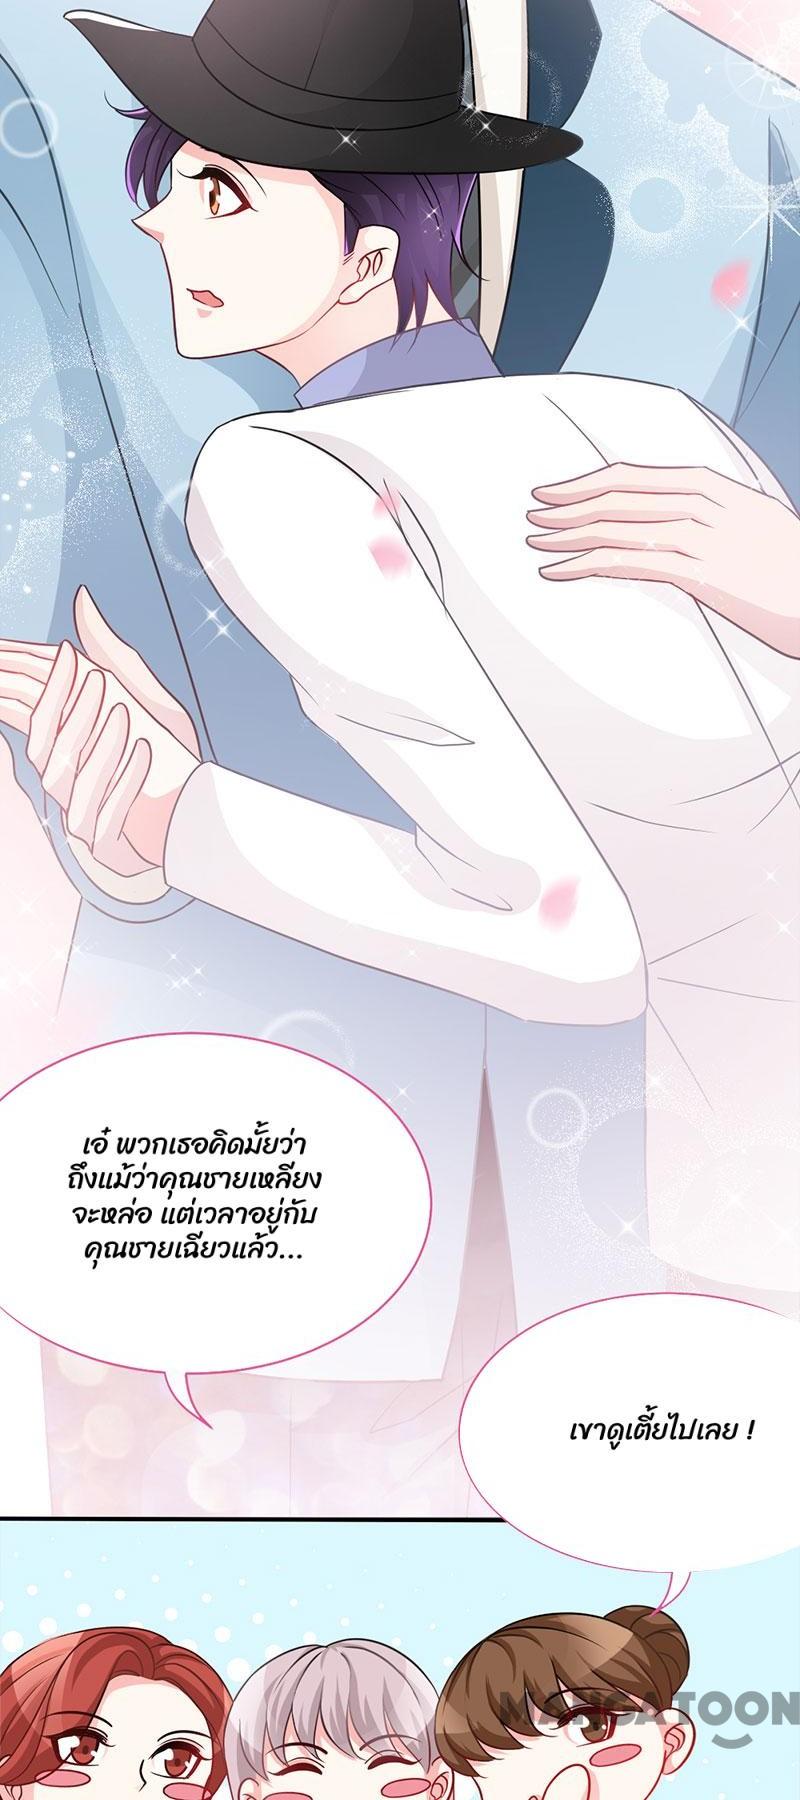 เอ๋ พวกเธอคิดมั้ยว่า
ถึงแม้ว่าคุณชายเหลียง
จะหล่อ แต่เวลาอยู่กับ
คุณชายเฉียวแล้ว...
เขาดูเตี้ยไปเลย !
MANGATOON